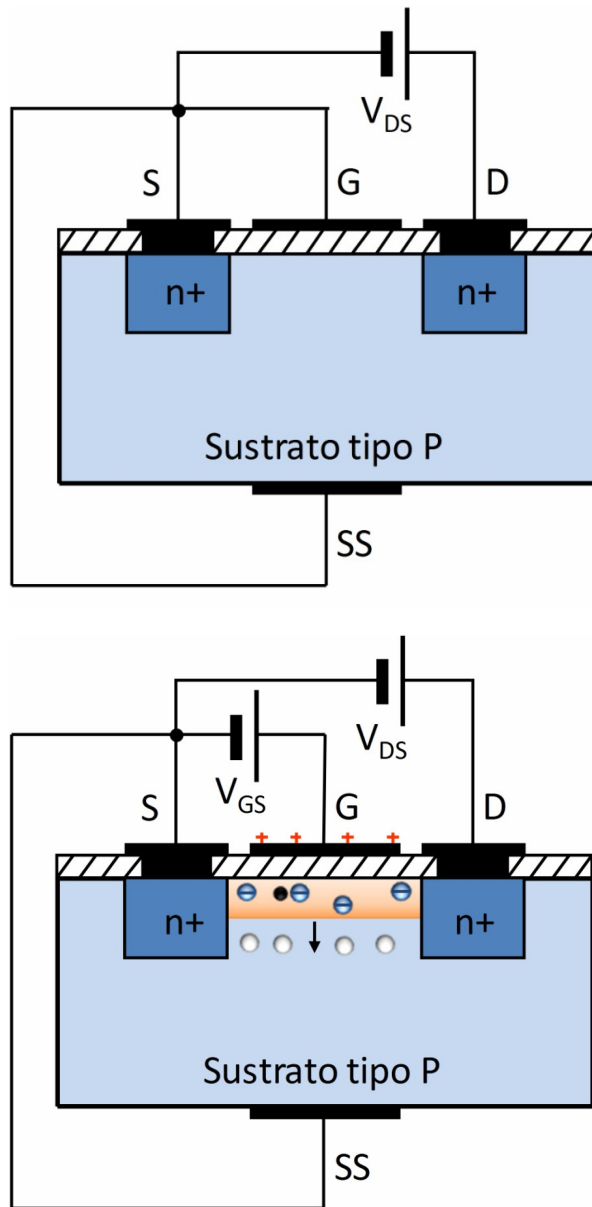 V_DS
S G D
n+ n+
Sustrato tipo P
SS
V_DS
V_GS
S G D
+ + + +
n+ n+
Sustrato tipo P
SS